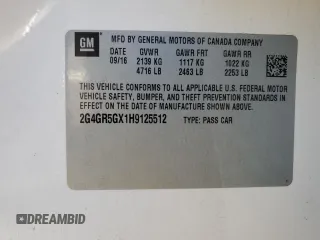 GM
MFD BY GENERAL MOTORS OF CANADA COMPANY
DATE GVWR GAWR FRT GAWR RR
09/16 2139 KG 1117 KG 1022 KG
4716 LB 2463 LB 2253 LB
THIS VEHICLE CONFORMS TO ALL APPLICABLE U.S. FEDERAL MOTOR
VEHICLE SAFETY, BUMPER, AND THEFT PREVENTION STANDARDS IN EFFECT
ON THE DATE OF MANUFACTURE SHOWN ABOVE.
2G4GR5GX1H9125512 TYPE: PASS CAR
DREAMBID